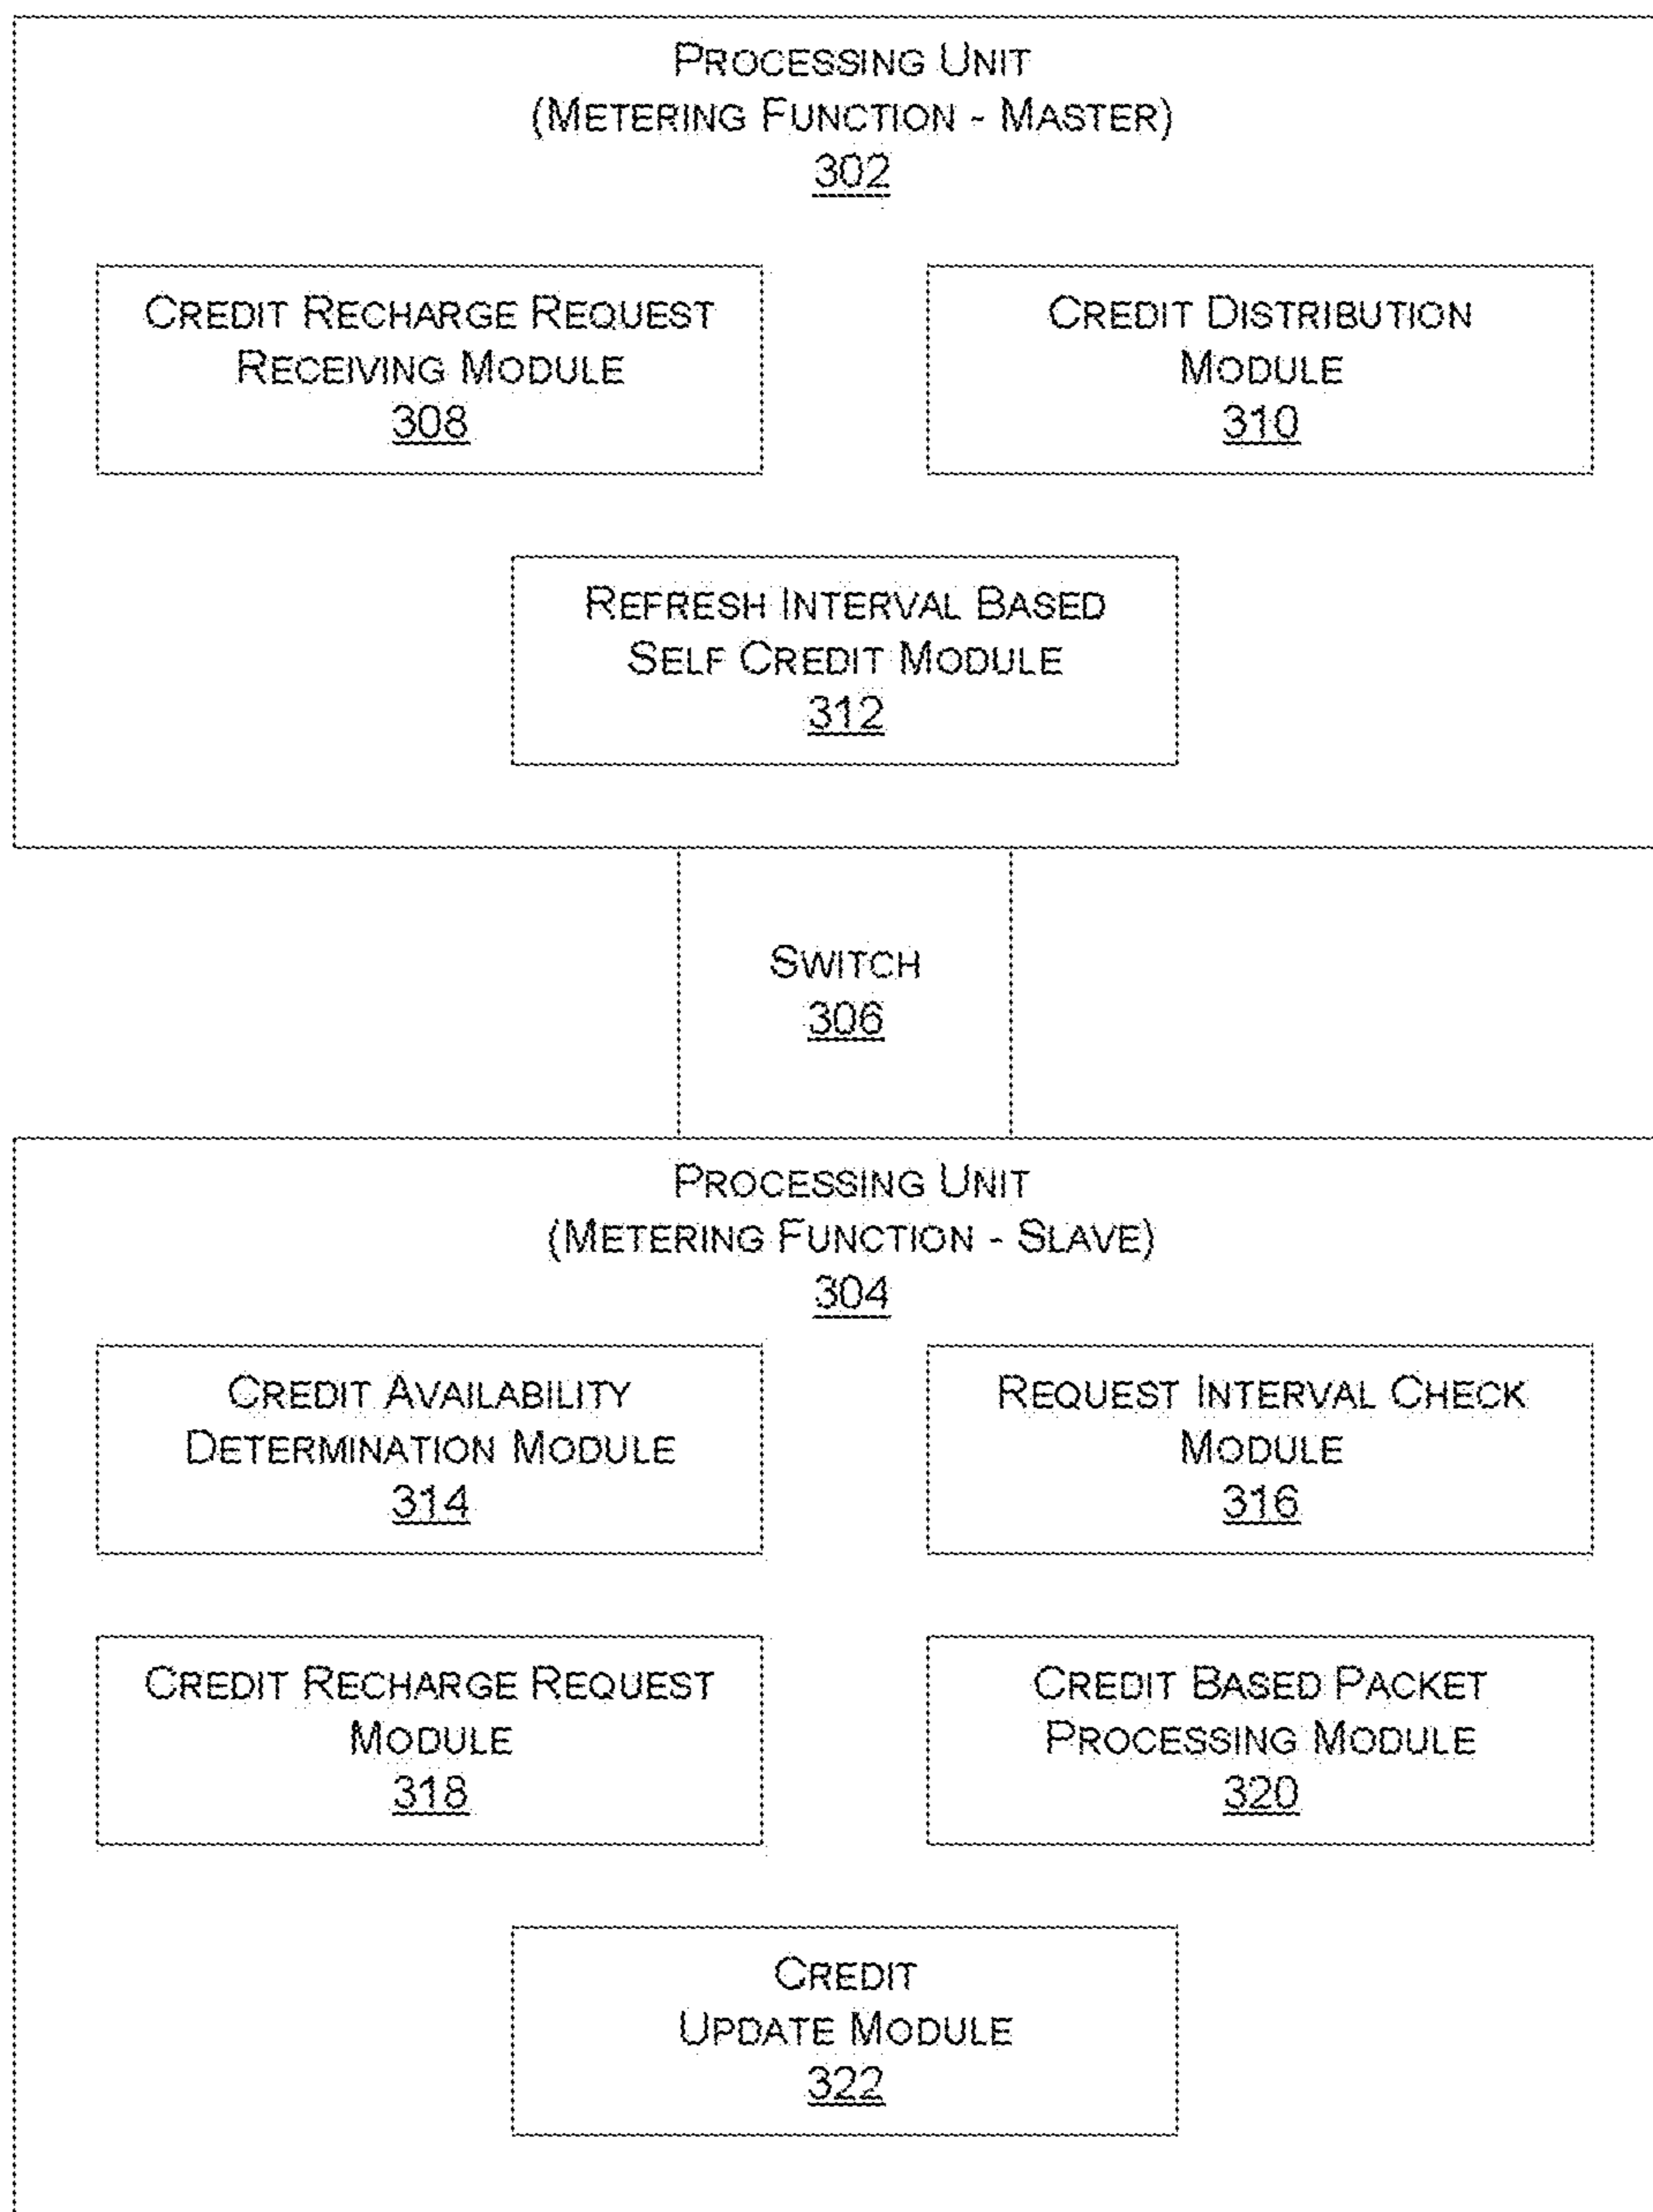 PROCESSING UNIT
(METERING FUNCTION - MASTER)
302
CREDIT RECHARGE REQUEST
RECEIVING MODULE
308
CREDIT DISTRIBUTION
MODULE
310
REFRESH INTERVAL BASED
SELF CREDIT MODULE
312
SWITCH
306
PROCESSING UNIT
(METERING FUNCTION - SLAVE)
304
CREDIT AVAILABILITY
DETERMINATION MODULE
314
REQUEST INTERVAL CHECK
MODULE
316
CREDIT RECHARGE REQUEST
MODULE
318
CREDIT BASED PACKET
PROCESSING MODULE
320
CREDIT
UPDATE MODULE
322